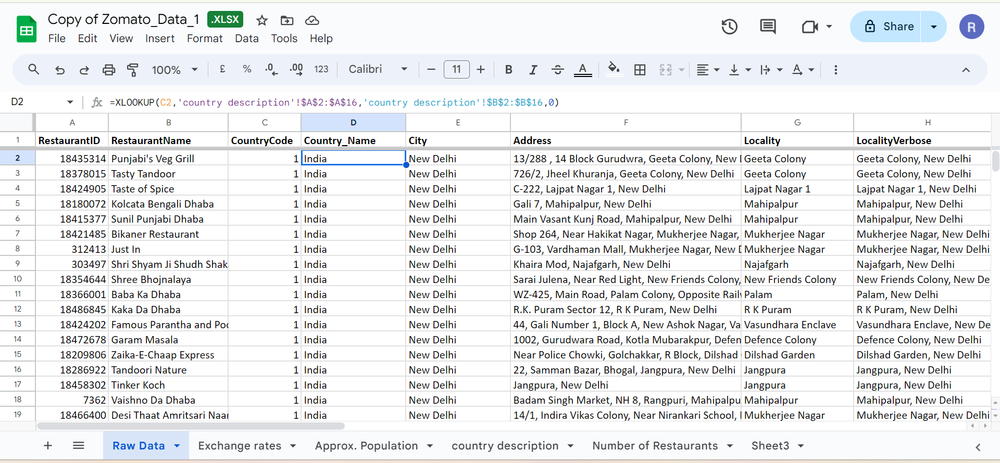 Copy of Zomato_Data_1 .XLSX
File Edit View Insert Format Data Tools Help
Share
R
100% £ % .0 .00 123 Calibri 11 B I A A
D2 fx =XLOOKUP(C2,'country description'!$A$2:$A$16,'country description'!$B$2:$B$16,0)
A B C D E F G H
1 RestaurantID RestaurantName CountryCode Country_Name City Address Locality LocalityVerbose
2 18435314 Punjabi's Veg Grill 1 India New Delhi 13/288 , 14 Block Gurudwra, Geeta Colony, New Geeta Colony Geeta Colony, New Delhi
3 18378015 Tasty Tandoor 1 India New Delhi 726/2, Jheel Khuranja, Geeta Colony, New Delhi Geeta Colony Geeta Colony, New Delhi
4 18424905 Taste of Spice 1 India New Delhi C-222, Lajpat Nagar 1, New Delhi Lajpat Nagar 1 Lajpat Nagar 1, New Delhi
5 18180072 Kolcata Bengali Dhaba 1 India New Delhi Gali 7, Mahipalpur, New Delhi Mahipalpur Mahipalpur, New Delhi
6 18415377 Sunil Punjabi Dhaba 1 India New Delhi Main Vasant Kunj Road, Mahipalpur, New Delhi Mahipalpur Mahipalpur, New Delhi
7 18421485 Bikaner Restaurant 1 India New Delhi Shop 264, Near Hakikat Nagar, Mukherjee Nagar, Mukherjee Nagar Mukherjee Nagar, New Delhi
8 312413 Just In 1 India New Delhi G-103, Vardhaman Mall, Mukherjee Nagar, New Mukherjee Nagar Mukherjee Nagar, New Delhi
9 303497 Shri Shyam Ji Shudh Shak 1 India New Delhi Khaira Mod, Najafgarh, New Delhi Najafgarh Najafgarh, New Delhi
10 18354644 Shree Bhojnalaya 1 India New Delhi Sarai Julena, Near Red Light, New Friends Colony, New Friends Colony New Friends Colony, New De
11 18366001 Baba Ka Dhaba 1 India New Delhi WZ-425, Main Road, Palam Colony, Opposite Rail Palam Palam, New Delhi
12 18486845 Kaka Da Dhaba 1 India New Delhi R.K. Puram Sector 12, R K Puram, New Delhi R K Puram R K Puram, New Delhi
13 18424202 Famous Parantha and Poo 1 India New Delhi 44, Gali Number 1, Block A, New Ashok Nagar, Va Vasundhara Enclave Vasundhara Enclave, New De
14 18472678 Garam Masala 1 India New Delhi 1002, Gurudwara Road, Kotla Mubarakpur, Defen Defence Colony Defence Colony, New Delhi
15 18209806 Zaika-E-Chaap Express 1 India New Delhi Near Police Chowki, Golchakkar, R Block, Dilshad Dilshad Garden Dilshad Garden, New Delhi
16 18286922 Tandoori Nature 1 India New Delhi 22, Samman Bazar, Bhogal, Jangpura, New Delhi Jangpura Jangpura, New Delhi
17 18458302 Tinker Koch 1 India New Delhi Jangpura, New Delhi Jangpura Jangpura, New Delhi
18 7362 Vaishno Da Dhaba 1 India New Delhi Badam Singh Market, NH 8, Rangpuri, Mahipalpu Mahipalpur Mahipalpur, New Delhi
19 18466400 Desi Thaat Amritsari Naa 1 India New Delhi 14/1, Indira Vikas Colony, Near Nirankari School, Mukherjee Nagar Mukherjee Nagar, New Delhi
Raw Data Exchange rates Approx. Population country description Number of Restaurants Sheet3